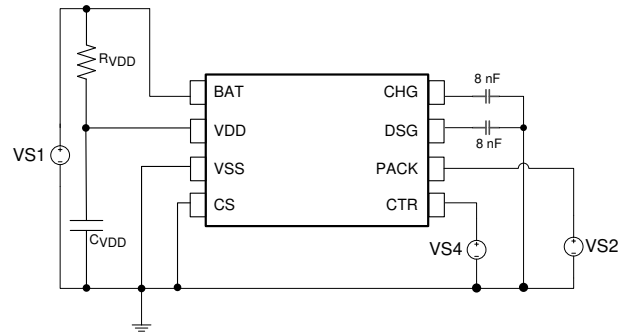 RVDD
8 nF
BAT
CHG
VDD
DSG
8 nF
VS1
VSS
PACK
CS
CTR
CVDD
VS4
VS2